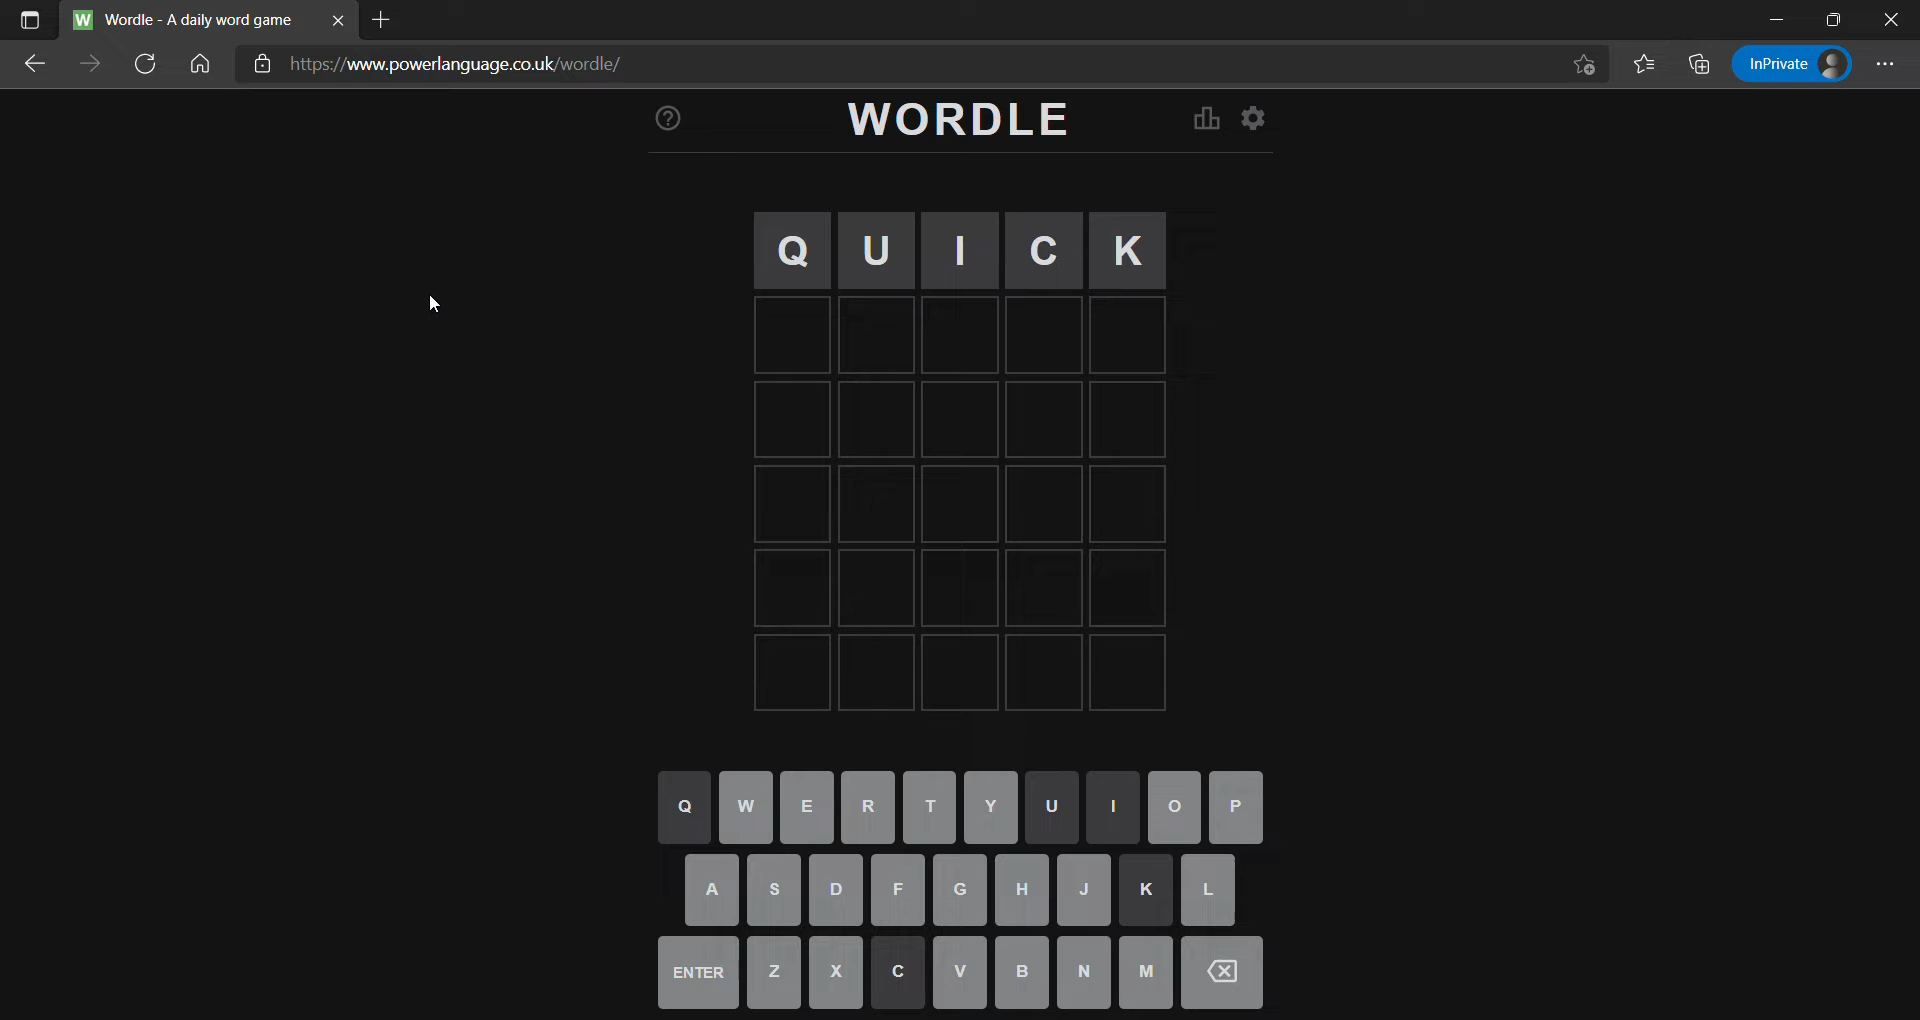 W Wordle - A daily word game
https://www.powerlanguage.co.uk/wordle/
InPrivate
WORDLE
Q U I C K
Q W E R T Y U I O P
A S D F G H J K L
ENTER Z X C V B N M